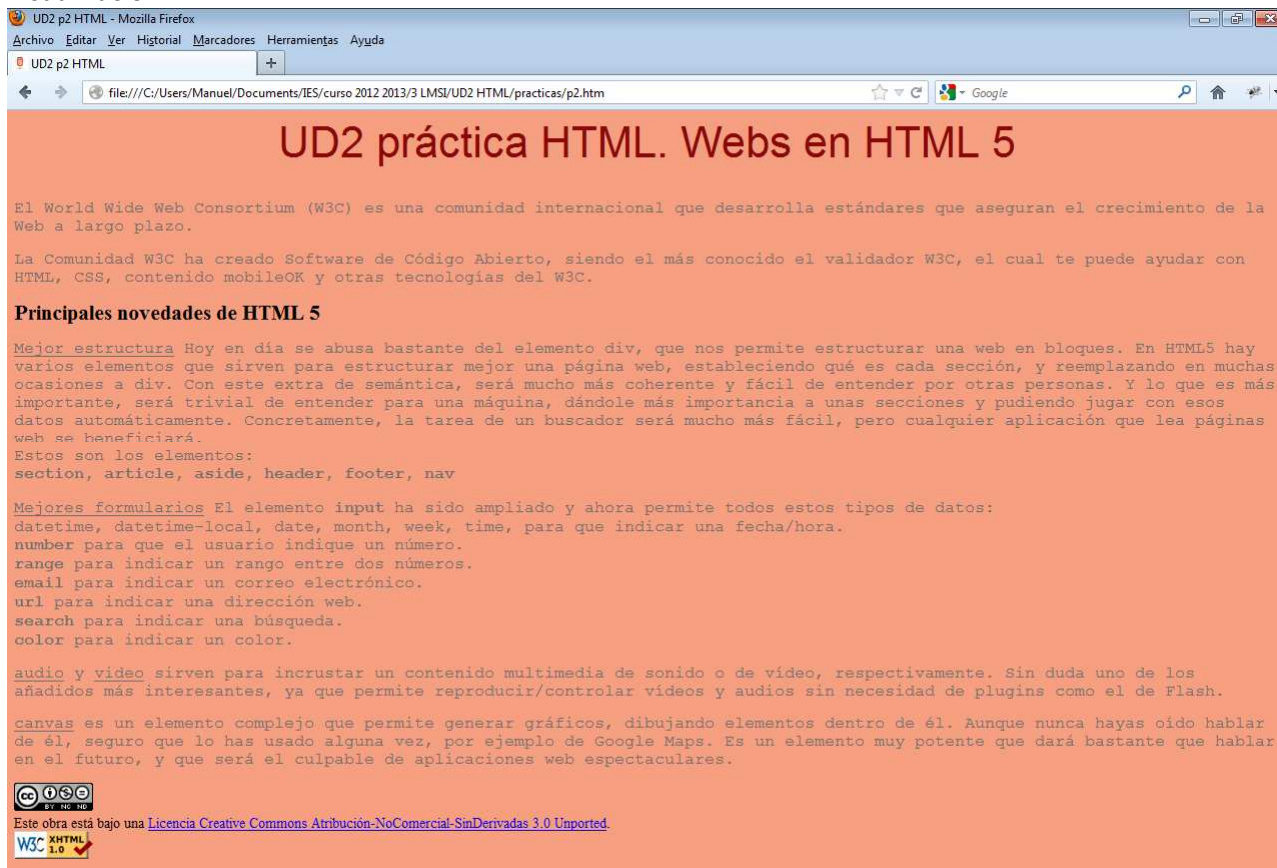 UD2 p2 HTML - Mozilla Firefox
Archivo Editar Ver Historial Marcadores Herramientas Ayuda
UD2 p2 HTML +
file:///C:/Users/Manuel/Documents/IES/curso 2012 2013/3 LMSI/UD2 HTML/practicas/p2.htm Google
UD2 práctica HTML. Webs en HTML 5
El World Wide Web Consortium (W3C) es una comunidad internacional que desarrolla estándares que aseguran el crecimiento de la
Web a largo plazo.
La Comunidad W3C ha creado Software de Código Abierto, siendo el más conocido el validador W3C, el cual te puede ayudar con
HTML, CSS, contenido mobileOK y otras tecnologías del W3C.
Principales novedades de HTML 5
Mejor estructura Hoy en día se abusa bastante del elemento div, que nos permite estructurar una web en bloques. En HTML5 hay
varios elementos que sirven para estructurar mejor una página web, estableciendo qué es cada sección, y reemplazando en muchas
ocasiones a div. Con este extra de semántica, será mucho más coherente y fácil de entender por otras personas. Y lo que es más
importante, será trivial de entender para una máquina, dándole más importancia a unas secciones y pudiendo jugar con esos
datos automáticamente. Concretamente, la tarea de un buscador será mucho más fácil, pero cualquier aplicación que lea páginas
web se beneficiará.
Estos son los elementos:
section, article, aside, header, footer, nav
Mejores formularios El elemento input ha sido ampliado y ahora permite todos estos tipos de datos:
datetime, datetime-local, date, month, week, time, para que indicar una fecha/hora.
number para que el usuario indique un número.
range para indicar un rango entre dos números.
email para indicar un correo electrónico.
url para indicar una dirección web.
search para indicar una búsqueda.
color para indicar un color.
audio y video sirven para incrustar un contenido multimedia de sonido o de vídeo, respectivamente. Sin duda uno de los
añadidos más interesantes, ya que permite reproducir/controlar vídeos y audios sin necesidad de plugins como el de Flash.
canvas es un elemento complejo que permite generar gráficos, dibujando elementos dentro de él. Aunque nunca hayas oído hablar
de él, seguro que lo has usado alguna vez, por ejemplo de Google Maps. Es un elemento muy potente que dará bastante que hablar
en el futuro, y que será el culpable de aplicaciones web espectaculares.
cc BY NC ND
Este obra está bajo una Licencia Creative Commons Atribución-NoComercial-SinDerivadas 3.0 Unported.
W3C XHTML 1.0